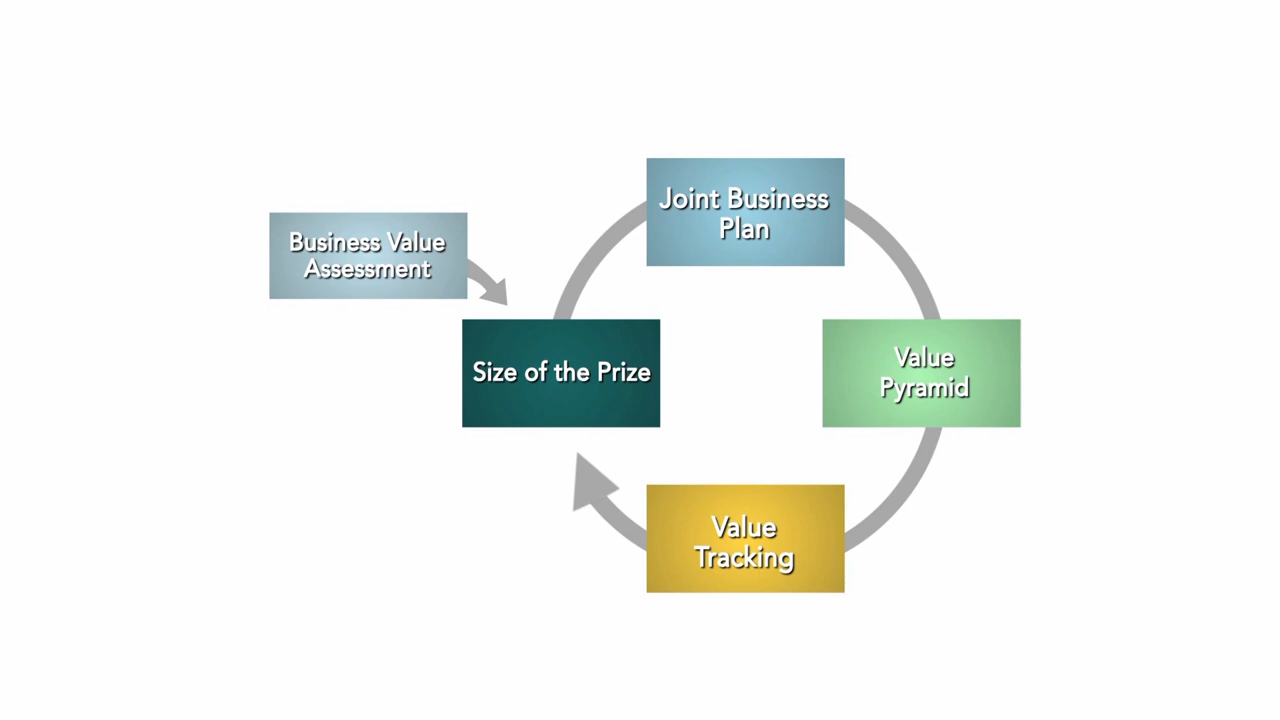 Joint Business
Plan
Business Value
Assessment
Size of the Prize
Value
Pyramid
Value
Tracking